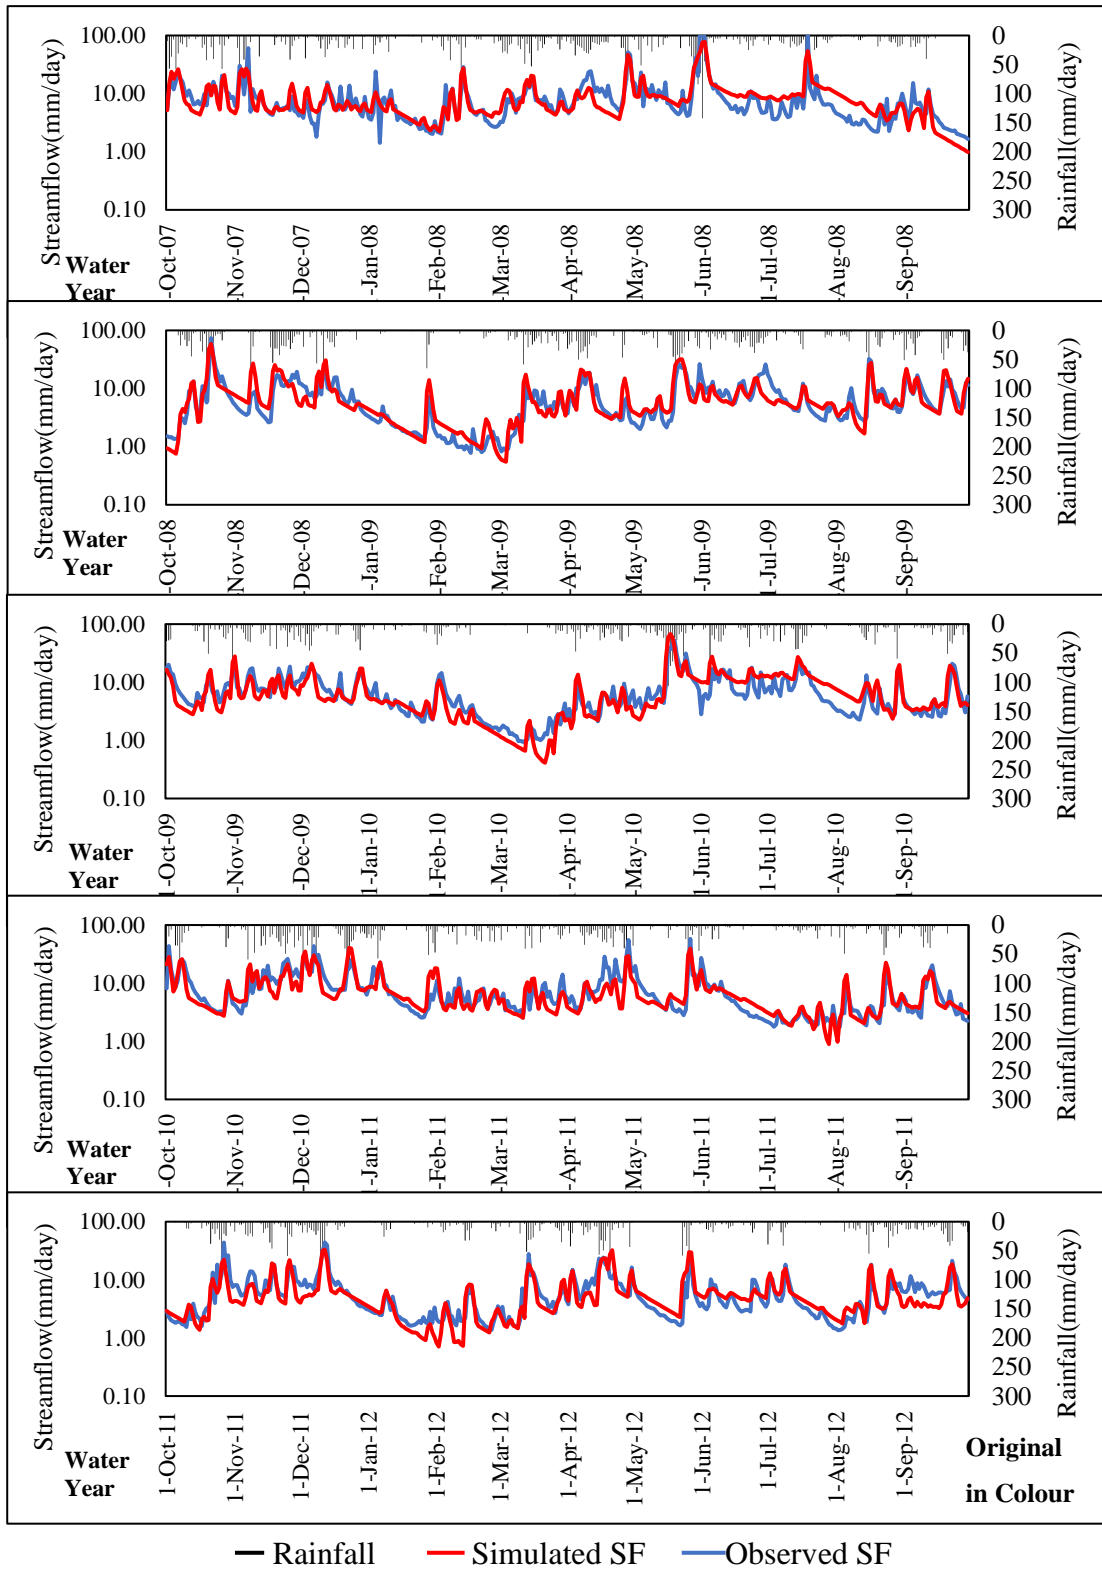 Streamflow(mm/day)
100.00
10.00
1.00
0.10
0
50
100
150
200
250
300
Rainfall(mm/day)
Water
Year
-Oct-07
-Nov-07
-Dec-07
-Jan-08
-Feb-08
-Mar-08
-Apr-08
-May-08
-Jun-08
1-Jul-08
-Aug-08
-Sep-08
Streamflow(mm/day)
100.00
10.00
1.00
0.10
0
50
100
150
200
250
300
Rainfall(mm/day)
Water
Year
-Oct-08
-Nov-08
-Dec-08
-Jan-09
-Feb-09
-Mar-09
-Apr-09
-May-09
-Jun-09
1-Jul-09
-Aug-09
-Sep-09
Streamflow(mm/day)
100.00
10.00
1.00
0.10
0
50
100
150
200
250
300
Rainfall(mm/day)
Water
Year
1-Oct-09
-Nov-09
-Dec-09
1-Jan-10
1-Feb-10
-Mar-10
1-Apr-10
-May-10
1-Jun-10
1-Jul-10
-Aug-10
1-Sep-10
Streamflow(mm/day)
100.00
10.00
1.00
0.10
0
50
100
150
200
250
300
Rainfall(mm/day)
Water
Year
-Oct-10
-Nov-10
-Dec-10
1-Jan-11
-Feb-11
-Mar-11
-Apr-11
-May-11
-Jun-11
1-Jul-11
-Aug-11
-Sep-11
Streamflow(mm/day)
100.00
10.00
1.00
0.10
0
50
100
150
200
250
300
Rainfall(mm/day)
Water
Year
1-Oct-11
1-Nov-11
1-Dec-11
1-Jan-12
1-Feb-12
1-Mar-12
1-Apr-12
1-May-12
1-Jun-12
1-Jul-12
1-Aug-12
1-Sep-12
Original
in Colour
Rainfall Simulated SF Observed SF